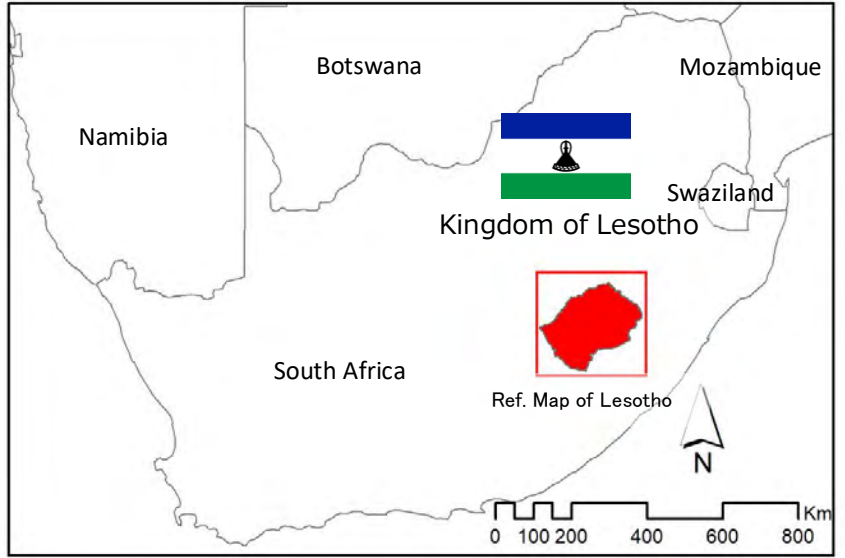 Botswana
Mozambique
Namibia
Swaziland
Kingdom of Lesotho
South Africa
Ref. Map of Lesotho
N
Km
0 100 200 400 600 800